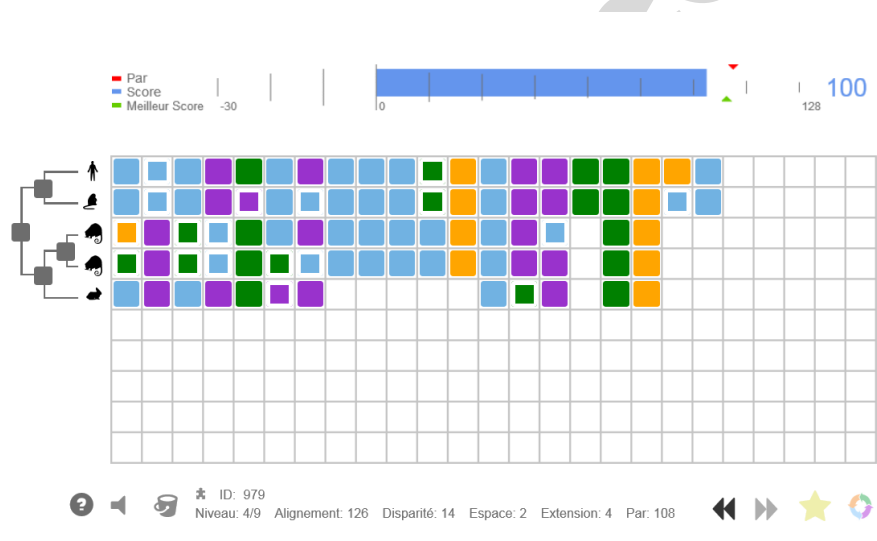 Par
Score
Meilleur Score
-30
0
128
100
ID: 979
Niveau: 4/9 Alignement: 126 Disparité: 14 Espace: 2 Extension: 4 Par: 108